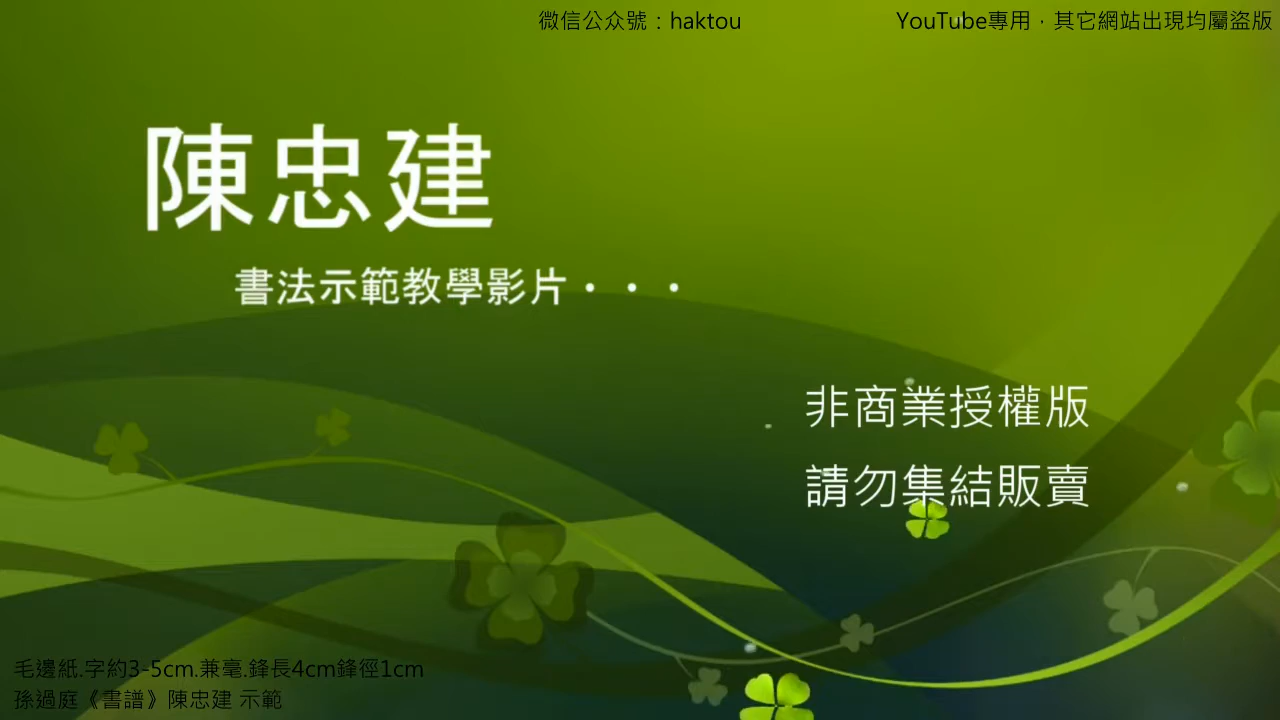 微信公众號：haktou
YouTube專用，其它網站出現均屬盜版
陳忠建
書法示範教學影片・・・
非商業授權版
請勿集結販賣
毛邊紙.字約3-5cm.兼毫.鋒長4cm鋒徑1cm
孫過庭《書譜》陳忠建 示範